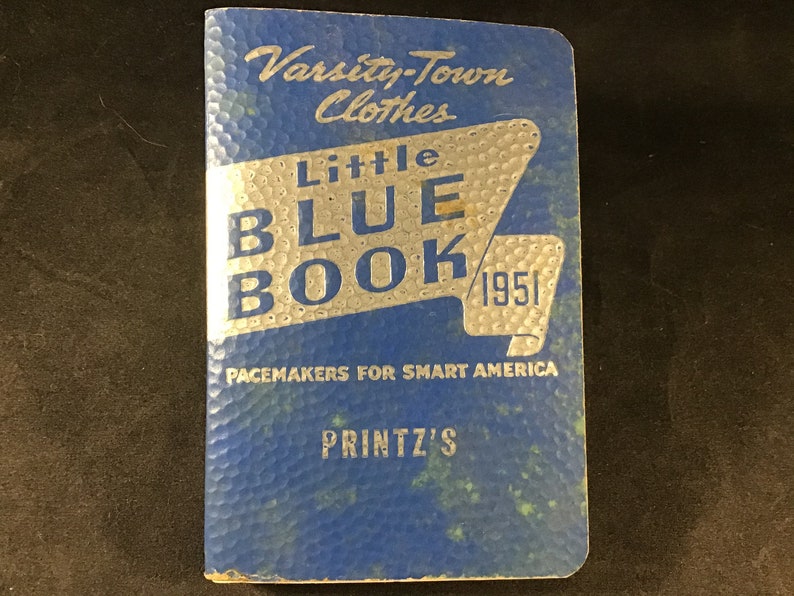 Varsity-Town
Clothes
Little
BLUE
BOOK
1951
PACEMAKERS FOR SMART AMERICA
PRINTZ'S